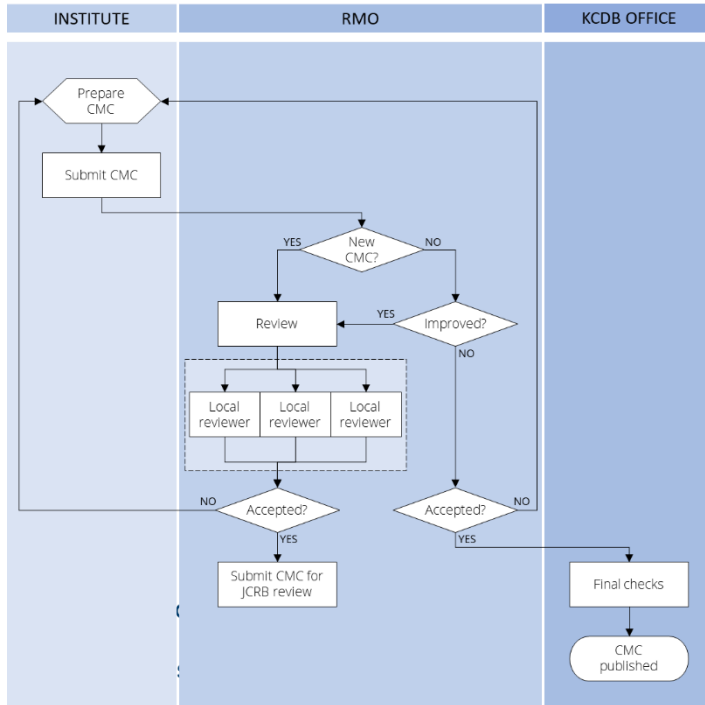 INSTITUTE
RMO
KCDB OFFICE
Prepare
CMC
Submit CMC
New
CMC?
YES
NO
Review
YES
Improved?
NO
Local
reviewer
Local
reviewer
Local
reviewer
NO
Accepted?
YES
Accepted?
NO
YES
Submit CMC for
JCRB review
Final checks
CMC
published